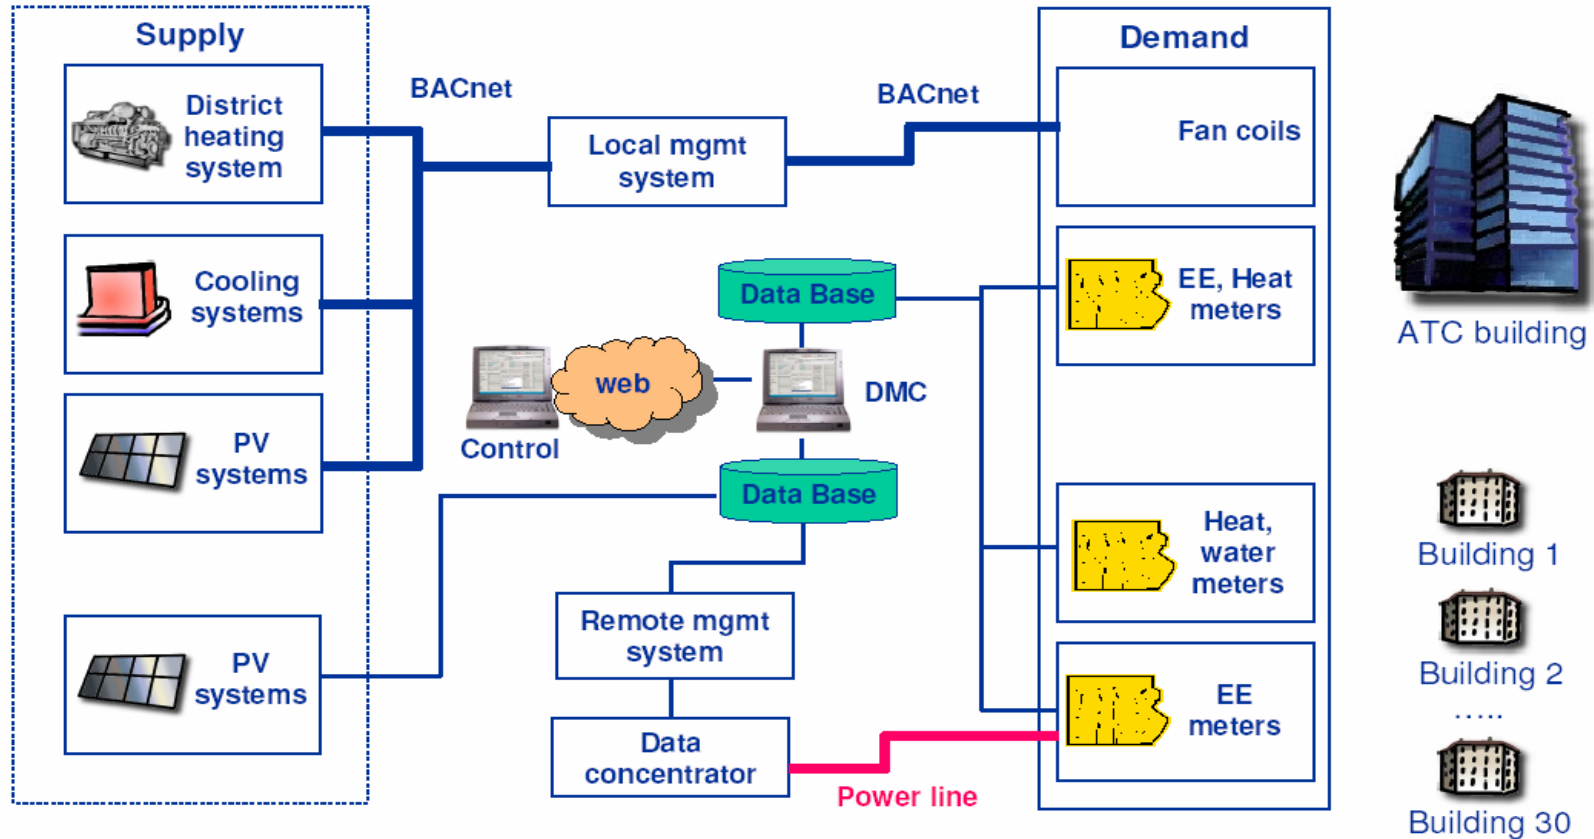 Supply
District
heating
system
Cooling
systems
PV
systems
PV
systems
BACnet
Local mgmt
system
BACnet
Data Base
web
Control
DMC
Data Base
Remote mgmt
system
Data
concentrator
Power line
Demand
Fan coils
EE, Heat
meters
Heat,
water
meters
EE
meters
ATC building
Building 1
Building 2
.....
Building 30